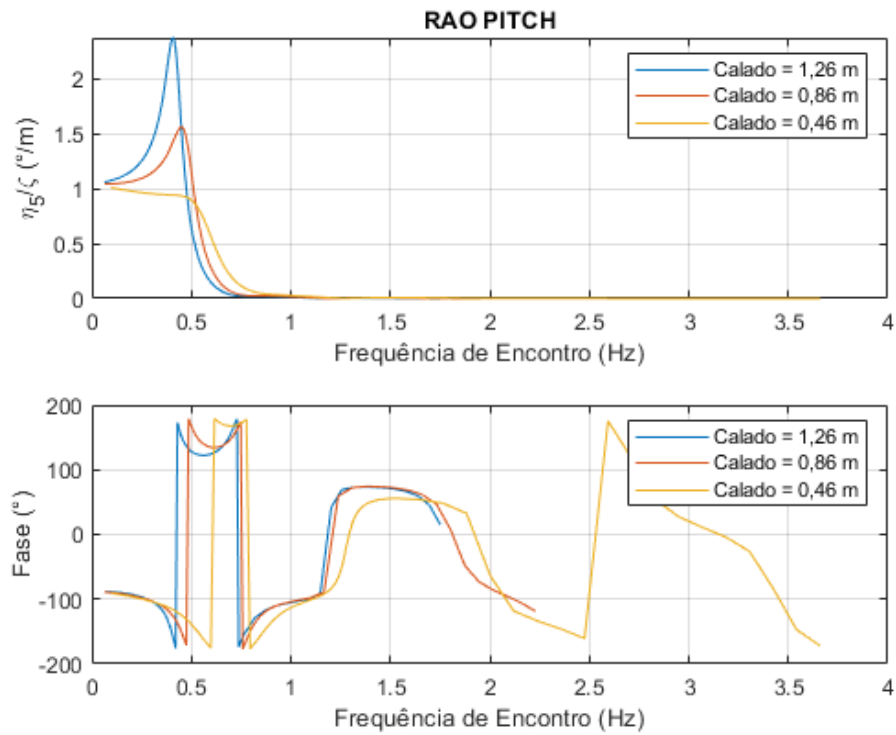 RAO PITCH
η5/ζ (°/m)
2
1.5
1
0.5
0
0 0.5 1 1.5 2 2.5 3 3.5 4
Frequência de Encontro (Hz)
Calado = 1,26 m
Calado = 0,86 m
Calado = 0,46 m
Fase (°)
200
100
0
-100
-200
0 0.5 1 1.5 2 2.5 3 3.5 4
Frequência de Encontro (Hz)
Calado = 1,26 m
Calado = 0,86 m
Calado = 0,46 m